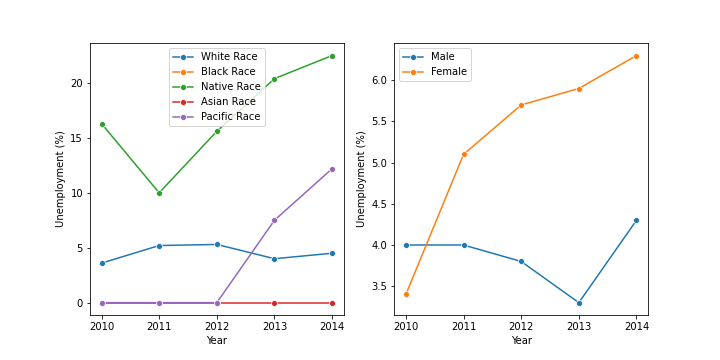 White Race
Black Race
Native Race
Asian Race
Pacific Race
20
15
10
5
0
Unemployment (%)
2010 2011 2012 2013 2014
Year
Male
Female
6.0
5.5
5.0
4.5
4.0
3.5
Unemployment (%)
2010 2011 2012 2013 2014
Year